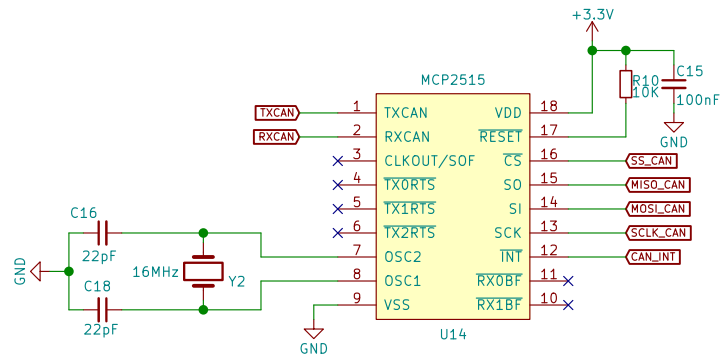 +3.3V
MCP2515
R10
10K
C15
100nF
GND
TXCAN
1
TXCAN
VDD
18
RXCAN
2
RXCAN
RESET
17
3
CLKOUT/SOF
CS
16
SS_CAN
4
TX0RTS
SO
15
MISO_CAN
5
TX1RTS
SI
14
MOSI_CAN
6
TX2RTS
SCK
13
SCLK_CAN
7
OSC2
INT
12
CAN_INT
8
OSC1
RX0BF
11
9
VSS
RX1BF
10
C16
22pF
GND
16MHz
Y2
C18
22pF
GND
U14